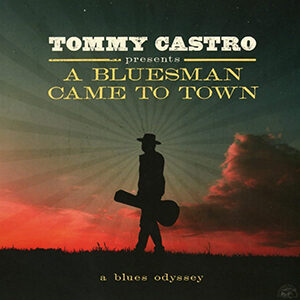 TOMMY CASTRO
presents
A BLUESMAN
CAME TO TOWN
a blues odyssey